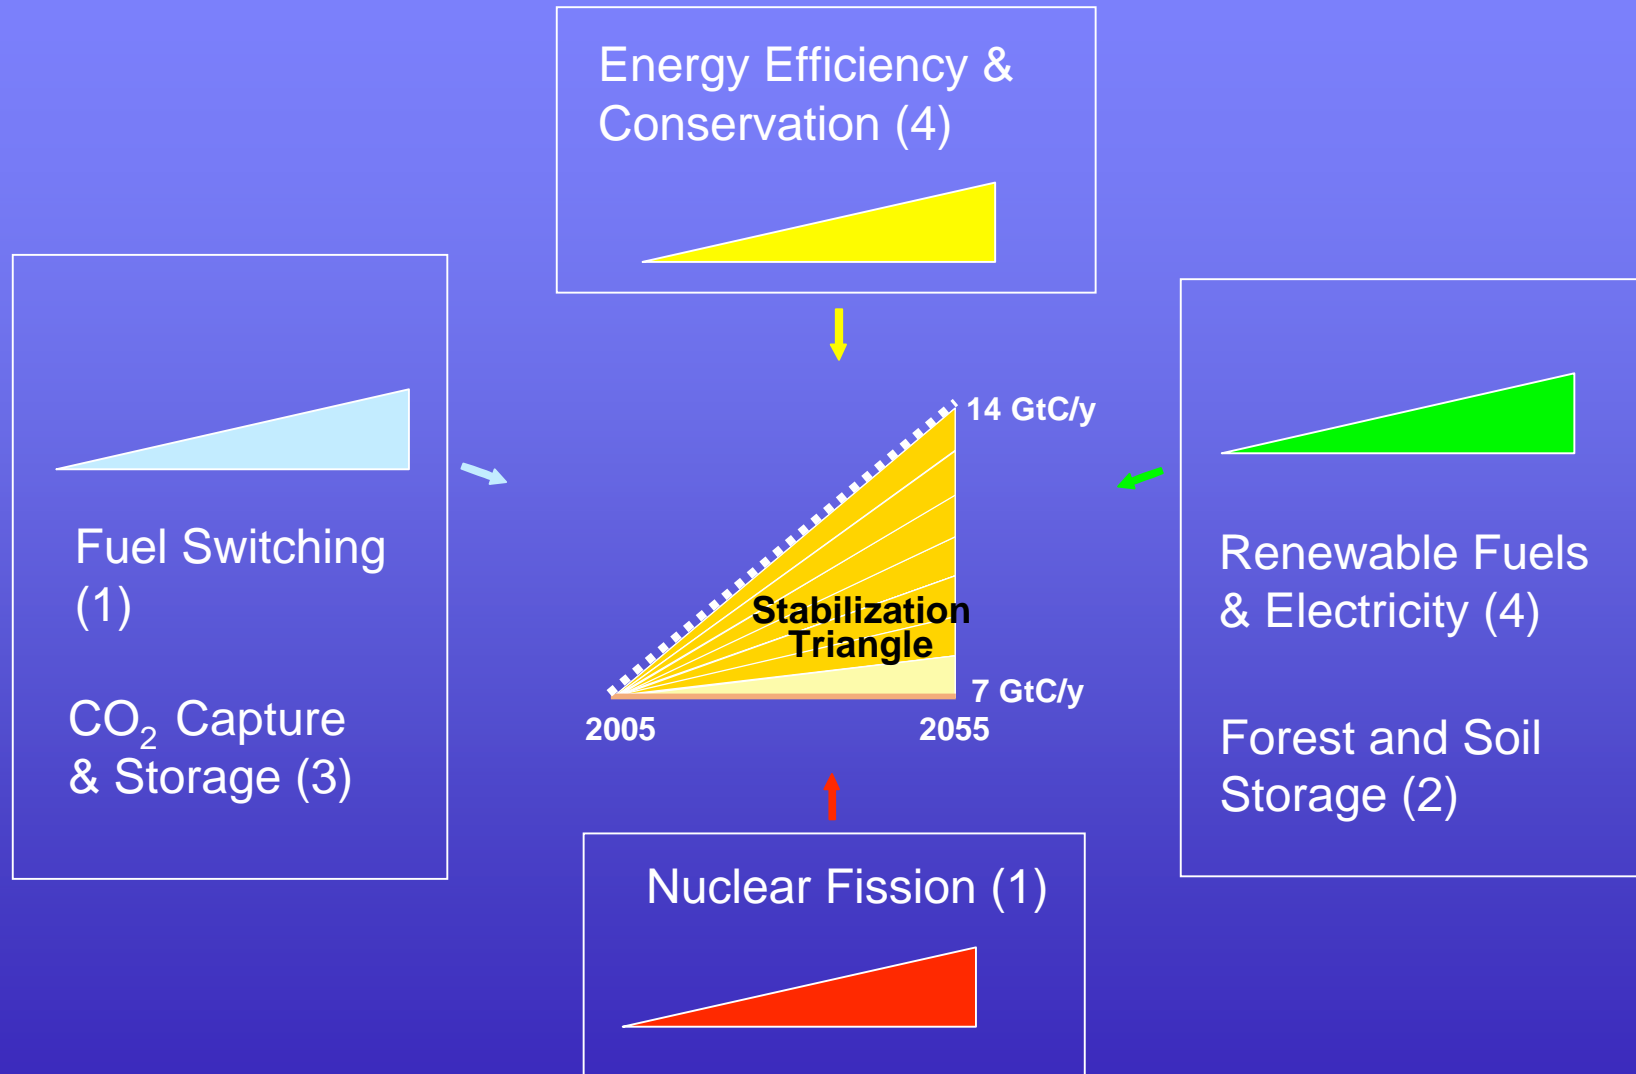 Energy Efficiency &
Conservation (4)
Fuel Switching
(1)
CO₂ Capture
& Storage (3)
14 GtC/y
Stabilization
Triangle
7 GtC/y
2005
2055
Renewable Fuels
& Electricity (4)
Forest and Soil
Storage (2)
Nuclear Fission (1)